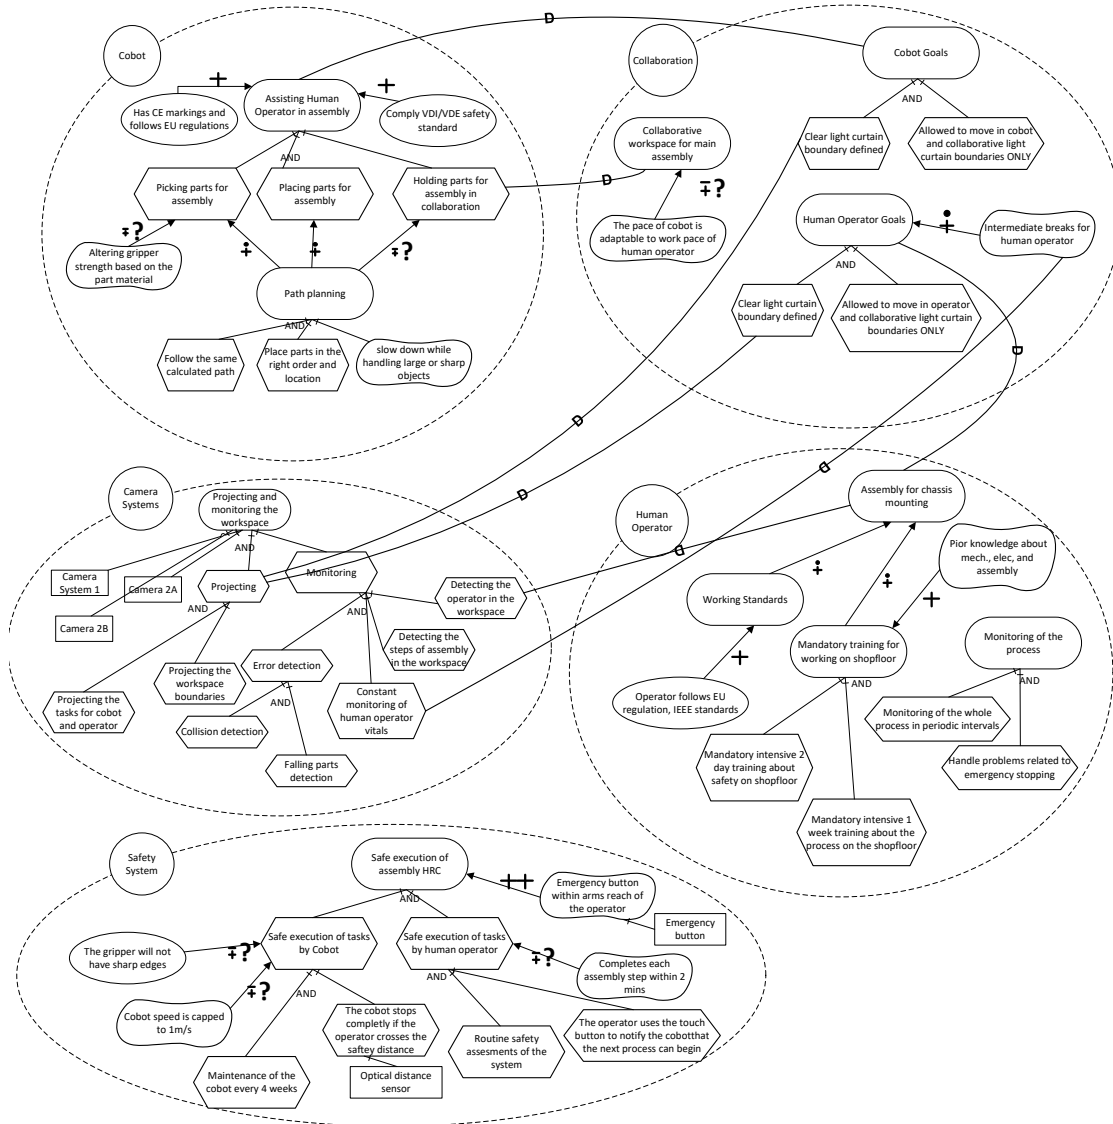 Cobot
Has CE markings and
follows EU regulations
+
Assisting Human
Operator in assembly
+
Comply VDI/VDE safety
standard
AND
Picking parts for
assembly
Placing parts for
assembly
Holding parts for
assembly in
collaboration
?
Altering gripper
strength based on the
part material
?
Path planning
AND
Follow the same
calculated path
Place parts in the
right order and
location
slow down while
handling large or sharp
objects
D
D
Collaboration
Cobot Goals
AND
Clear light curtain
boundary defined
Allowed to move in cobot
and collaborative light
curtain boundaries ONLY
Collaborative
workspace for main
assembly
?
The pace of cobot is
adaptable to work pace of
human operator
Human Operator Goals
Intermediate breaks for
human operator
AND
Clear light curtain
boundary defined
Allowed to move in operator
and collaborative light curtain
boundaries ONLY
D
D
D
D
D
Camera
Systems
Projecting and
monitoring the
workspace
AND
Camera
System 1
Camera 2A
Camera 2B
Projecting
Monitoring
Detecting the
operator in the
workspace
AND
AND
Detecting the
steps of assembly
in the workspace
Error detection
Projecting the
workspace
boundaries
Projecting the
tasks for cobot
and operator
AND
Constant
monitoring of
human operator
vitals
Collision detection
Falling parts
detection
Human
Operator
Assembly for chassis
mounting
Pior knowledge about
mech., elec, and
assembly
+
Working Standards
+
Operator follows EU
regulation, IEEE standards
Mandatory training for
working on shopfloor
AND
Monitoring of the
process
AND
Monitoring of the whole
process in periodic intervals
Mandatory intensive 2
day training about
safety on shopfloor
Handle problems related to
emergency stopping
Mandatory intensive 1
week training about the
process on the shopfloor
Safety
System
Safe execution of
assembly HRC
AND
++
Emergency button
within arms reach of
the operator
Emergency
button
The gripper will not
have sharp edges
?
Safe execution of tasks
by Cobot
Safe execution of tasks
by human operator
?
Completes each
assembly step within 2
mins
?
Cobot speed is capped
to 1m/s
AND
AND
The cobot stops
completly if the
operator crosses the
saftey distance
Optical distance
sensor
Maintenance of the
cobot every 4 weeks
Routine safety
assesments of the
system
The operator uses the touch
button to notify the cobotthat
the next process can begin